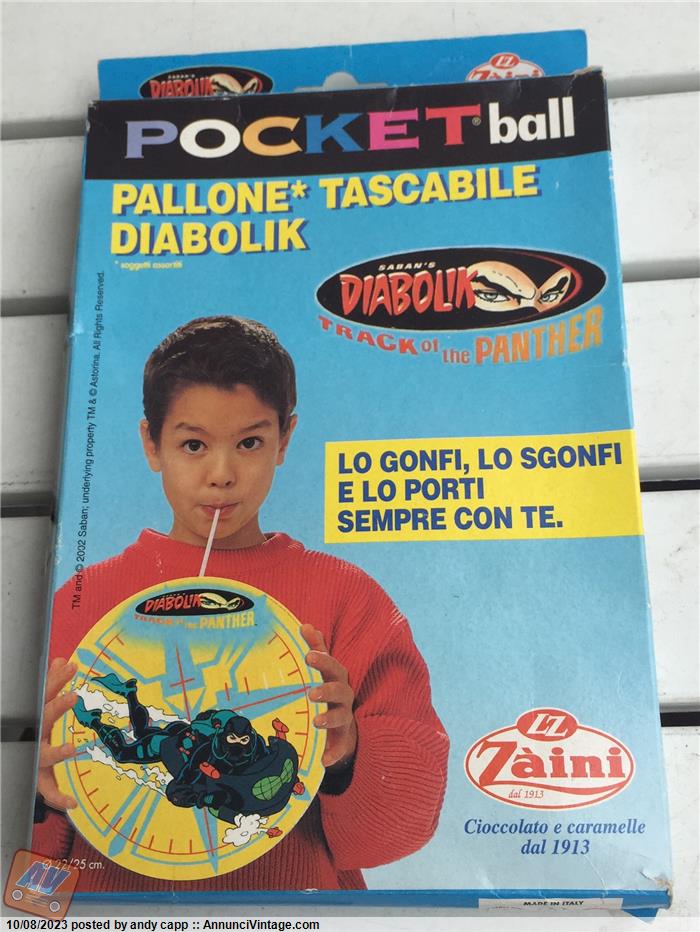 SABAN'S
DIABOLIK
LZ
Zàini
POCKET® ball
PALLONE* TASCABILE
DIABOLIK
* soggetti assortiti
SABAN'S
DIABOLIK
TRACK of the PANTHER
TM and © 2002 Saban; underlying property TM & © Astorina. All Rights Reserved.
LO GONFI, LO SGONFI
E LO PORTI
SEMPRE CON TE.
DIABOLIK
TRACK of the PANTHER
LZ
Zàini
dal 1913
Cioccolato e caramelle
dal 1913
22/25 cm.
AV
MADE IN ITALY
10/08/2023 posted by andy capp :: AnnunciVintage.com